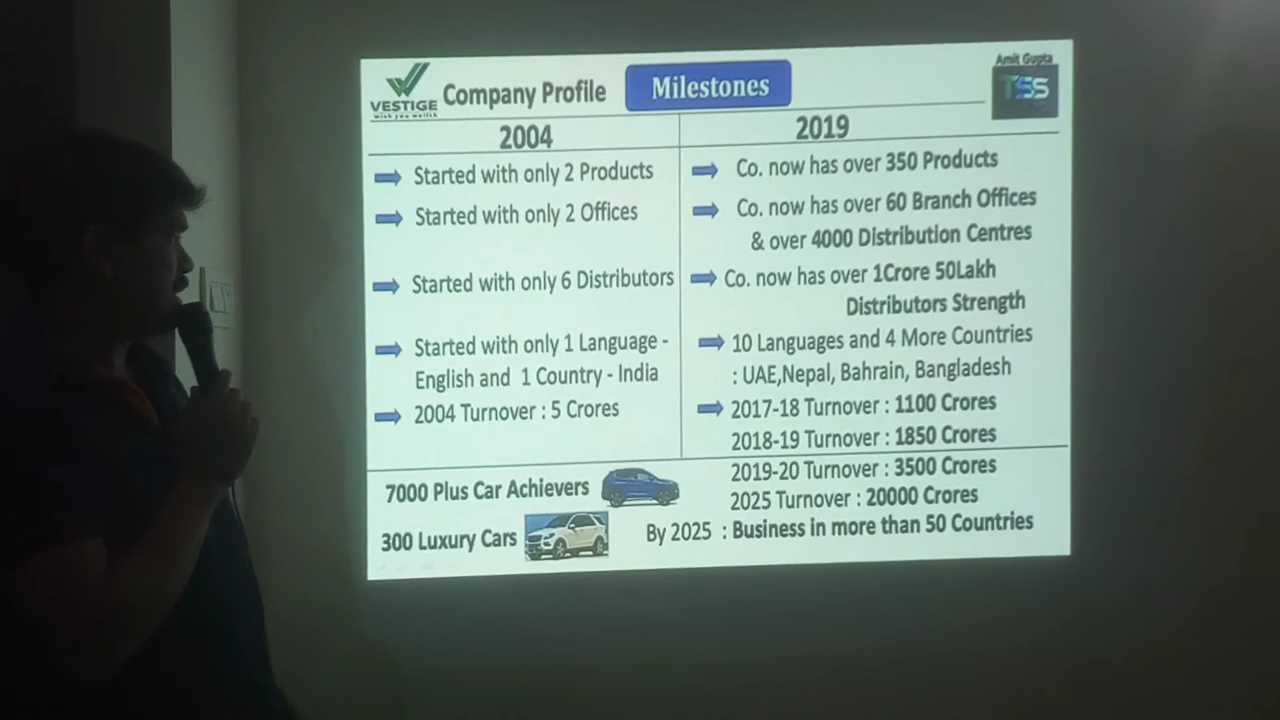 VESTIGE
wish you wellth
Company Profile
Milestones
Amit Gupta
TSS
2004
Started with only 2 Products
Started with only 2 Offices
Started with only 6 Distributors
Started with only 1 Language -
English and 1 Country - India
2004 Turnover : 5 Crores
2019
Co. now has over 350 Products
Co. now has over 60 Branch Offices
& over 4000 Distribution Centres
Co. now has over 1Crore 50Lakh
Distributors Strength
10 Languages and 4 More Countries
: UAE,Nepal, Bahrain, Bangladesh
2017-18 Turnover : 1100 Crores
2018-19 Turnover : 1850 Crores
2019-20 Turnover : 3500 Crores
2025 Turnover : 20000 Crores
By 2025 : Business in more than 50 Countries
7000 Plus Car Achievers
300 Luxury Cars